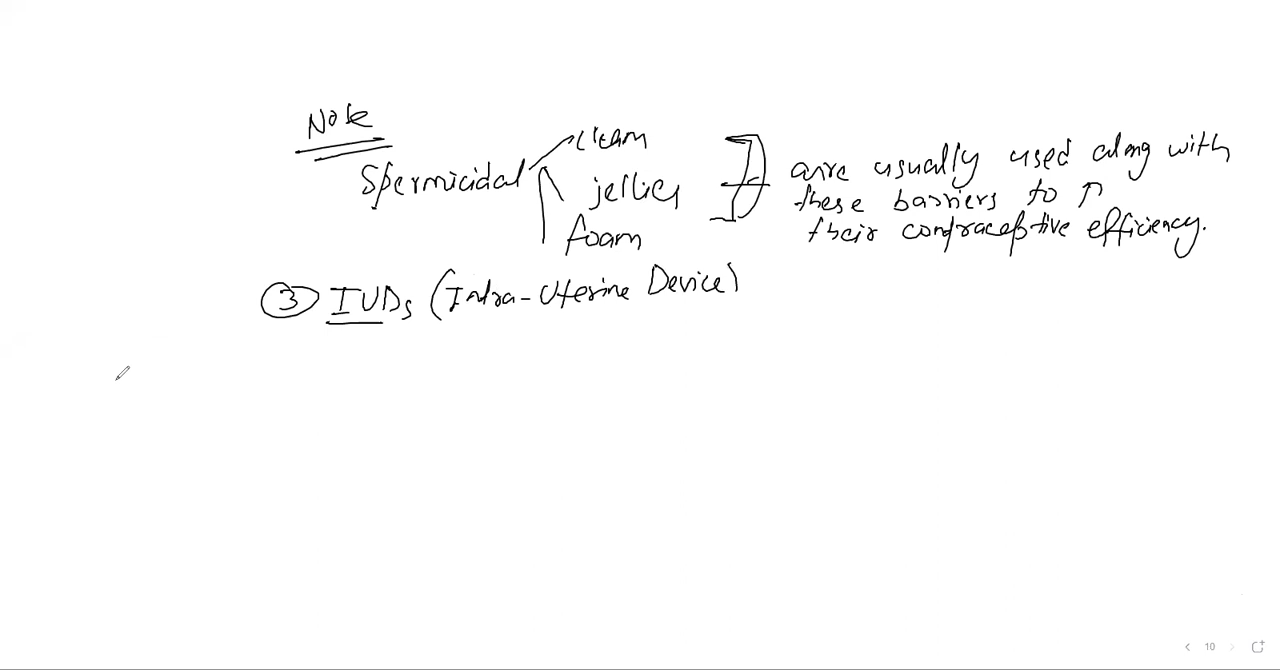 Note
Spermicidal
cream
jellies
foam
are usually used along with
these barriers to ↑
their contraceptive efficiency.
③ IUDs (Intra-Uterine Device)
10